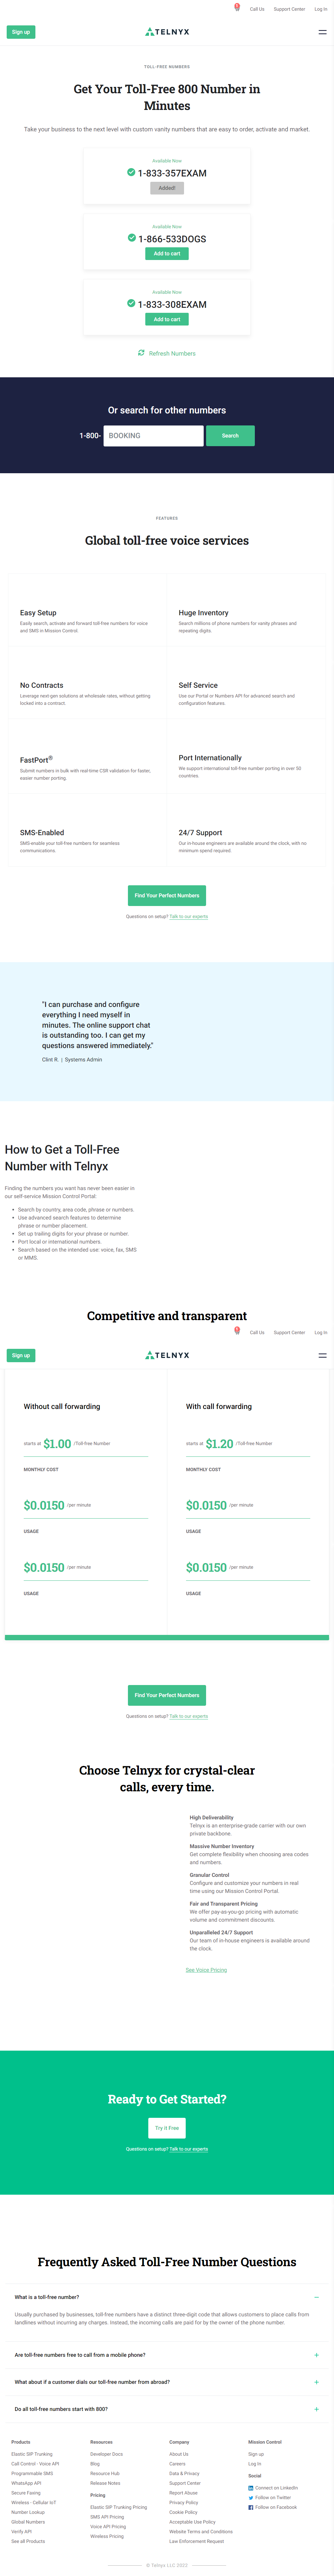 Call Us Support Center Log In
Sign up
TELNYX
TOLL-FREE NUMBERS
Get Your Toll-Free 800 Number in
Minutes
Take your business to the next level with custom vanity numbers that are easy to order, activate and market.
Available Now
1-833-357EXAM
Added!
Available Now
1-866-533DOGS
Add to cart
Available Now
1-833-308EXAM
Add to cart
Refresh Numbers
Or search for other numbers
1-800- BOOKING Search
FEATURES
Global toll-free voice services
Easy Setup
Easily search, activate and forward toll-free numbers for voice
and SMS in Mission Control
Huge Inventory
Search millions of phone numbers for vanity phrases and
repeating digits.
No Contracts
Leverage next-gen solutions at wholesale rates, without getting
locked into a contract.
Self Service
Use our Portal or Numbers API for advanced search and
configuration features.
FastPort®
Submit numbers in bulk with real-time CSR validation for faster,
easier number porting.
Port Internationally
We support international toll-free number porting in over 50
countries.
SMS-Enabled
SMS-enable your toll-free numbers for seamless
communications.
24/7 Support
Our in-house engineers are available around the clock, with no
minimum spend required.
Find Your Perfect Numbers
Questions on setup? Talk to our experts
"I can purchase and configure
everything I need myself in
minutes. The online support chat
is outstanding too. I can get my
questions answered immediately."
Clint R. | Systems Admin
How to Get a Toll-Free
Number with Telnyx
Finding the numbers you want has never been easier in
our self-service Mission Control Portal
• Search by country, area code, phrase or numbers.
• Use advanced search features to determine
phrase or number placement.
• Set up trailing digits for your phrase or number.
• Port local or international numbers.
• Search based on the intended use: voice, fax, SMS
or MMS.
Competitive and transparent
Call Us Support Center Log In
Sign up
TELNYX
Without call forwarding
starts at $1.00 /Toll-free Number
MONTHLY COST
$0.0150 /per minute
USAGE
$0.0150 /per minute
USAGE
With call forwarding
starts at $1.20 /Toll-free Number
MONTHLY COST
$0.0150 /per minute
USAGE
$0.0150 /per minute
USAGE
Find Your Perfect Numbers
Questions on setup? Talk to our experts
Choose Telnyx for crystal-clear
calls, every time.
High Deliverability
Telnyx is an enterprise-grade carrier with our own
private backbone.
Massive Number Inventory
Get complete flexibility when choosing area codes
and numbers.
Granular Control
Configure and customize your numbers in real
time using our Mission Control Portal.
Fair and Transparent Pricing
We offer pay-as-you-go pricing with automatic
volume and commitment discounts.
Unparalleled 24/7 Support
Our team of in-house engineers is available around
the clock.
See Voice Pricing
Ready to Get Started?
Try It Free
Questions on setup? Talk to our experts
Frequently Asked Toll-Free Number Questions
What is a toll-free number?
Usually purchased by businesses, toll-free numbers have a distinct three-digit code that allows customers to place calls from
landlines without incurring any charges. Instead, the incoming calls are paid for by the owner of the phone number.
Are toll-free numbers free to call from a mobile phone?
What about if a customer dials our toll-free number from abroad?
Do all toll-free numbers start with 800?
Products
Elastic SIP Trunking
Call Control - Voice API
Programmable SMS
WhatsApp API
Secure Faxing
Wireless - Cellular IoT
Number Lookup
Global Numbers
Verify API
See all Products
Resources
Developer Docs
Blog
Resource Hub
Release Notes
Pricing
Elastic SIP Trunking Pricing
SMS API Pricing
Voice API Pricing
Wireless Pricing
Company
About Us
Careers
Data & Privacy
Support Center
Report Abuse
Privacy Policy
Cookie Policy
Acceptable Use Policy
Website Terms and Conditions
Law Enforcement Request
Mission Control
Sign up
Log In
Social
Connect on LinkedIn
Follow on Twitter
Follow on Facebook